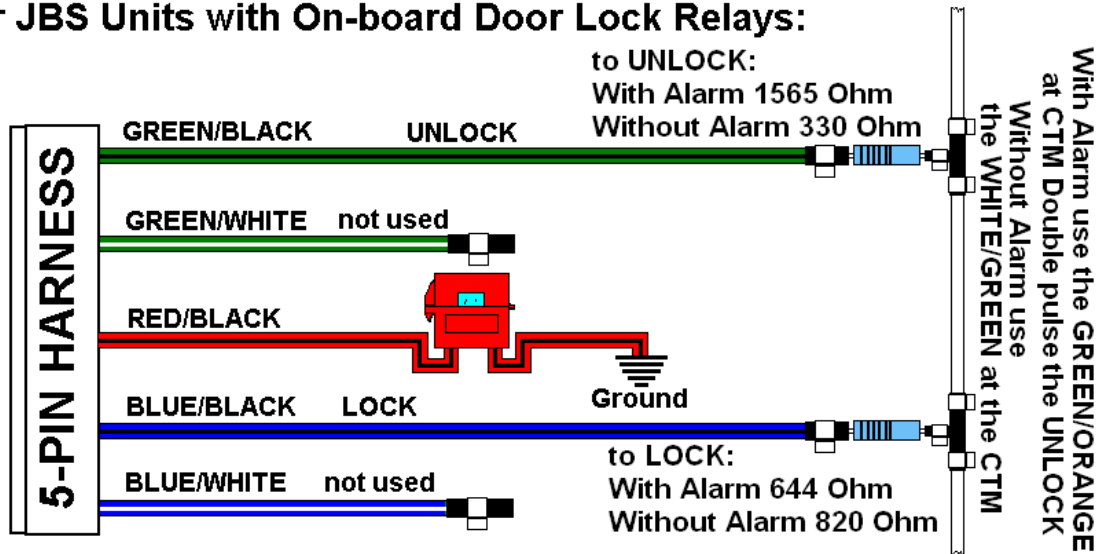 JBS Units with On-board Door Lock Relays:
to UNLOCK:
With Alarm 1565 Ohm
Without Alarm 330 Ohm
GREEN/BLACK UNLOCK
GREEN/WHITE not used
RED/BLACK
Ground
BLUE/BLACK LOCK
to LOCK:
With Alarm 644 Ohm
Without Alarm 820 Ohm
BLUE/WHITE not used
5-PIN HARNESS
With Alarm use the GREEN/ORANGE
at CTM Double pulse the UNLOCK
Without Alarm use
the WHITE/GREEN at the CTM